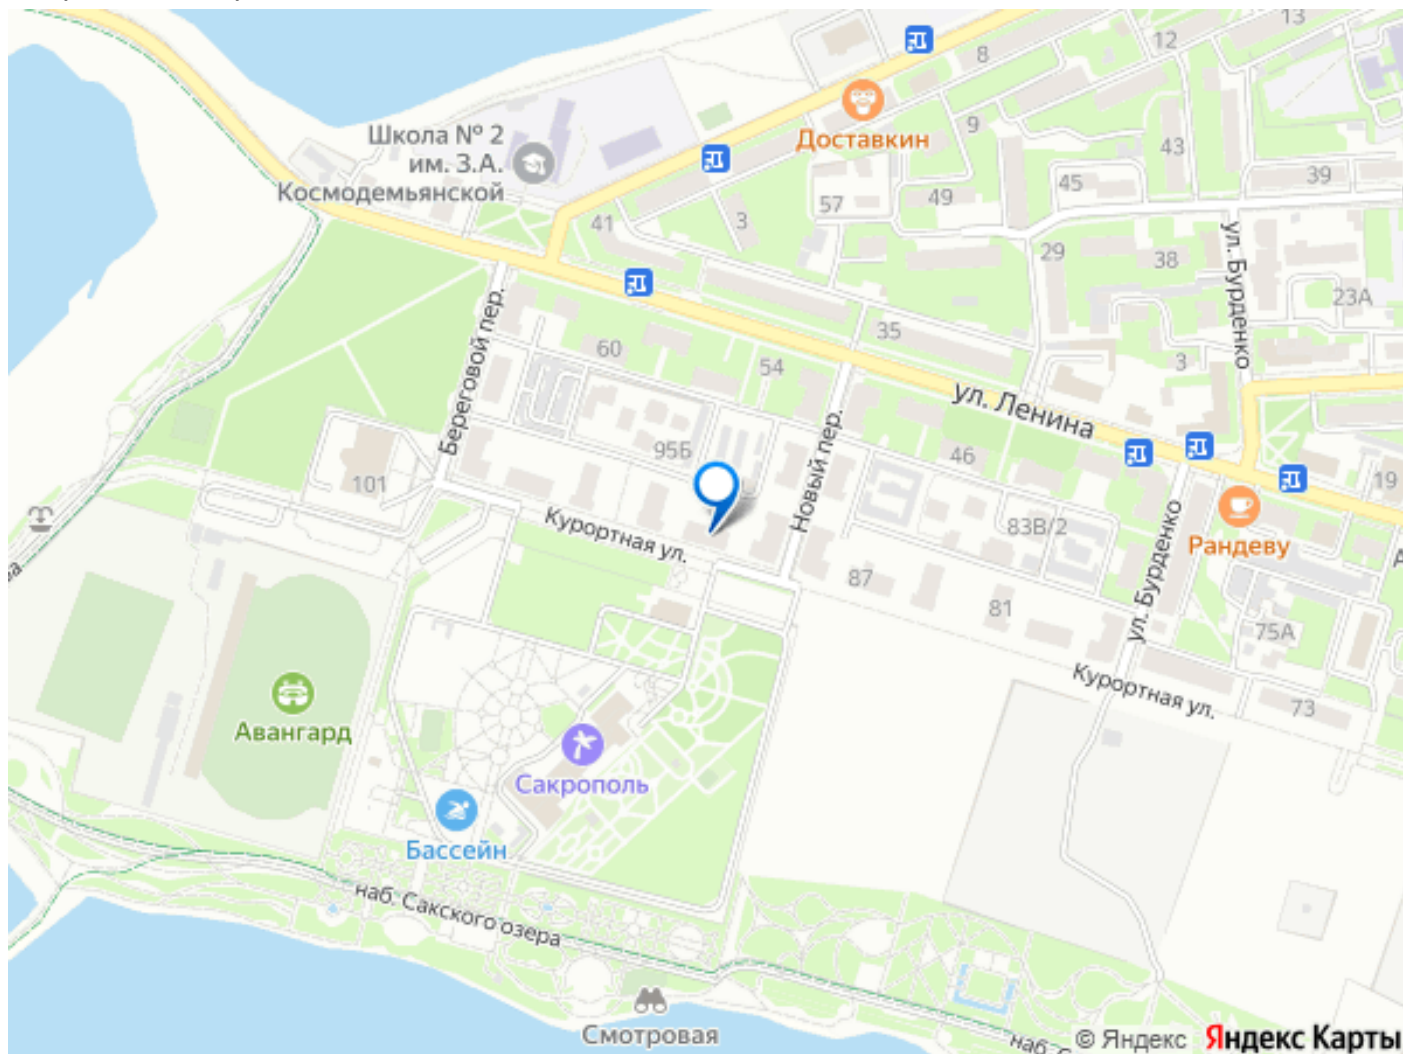 13
12
8
Доставкин
9
Школа № 2
им. З.А.
Космодемьянской
43
39
45
49
57
41
3
29
38
ул. Бурденко
23А
35
3
Береговой пер.
60
54
ул. Ленина
Новый пер.
95Б
46
101
19
Курортная ул.
83В/2
Рандеву
ул. Бурденко
87
81
75А
Курортная ул.
73
Авангард
Сакрополь
Бассейн
наб. Сакского озера
Смотровая
© Яндекс
Яндекс Карты